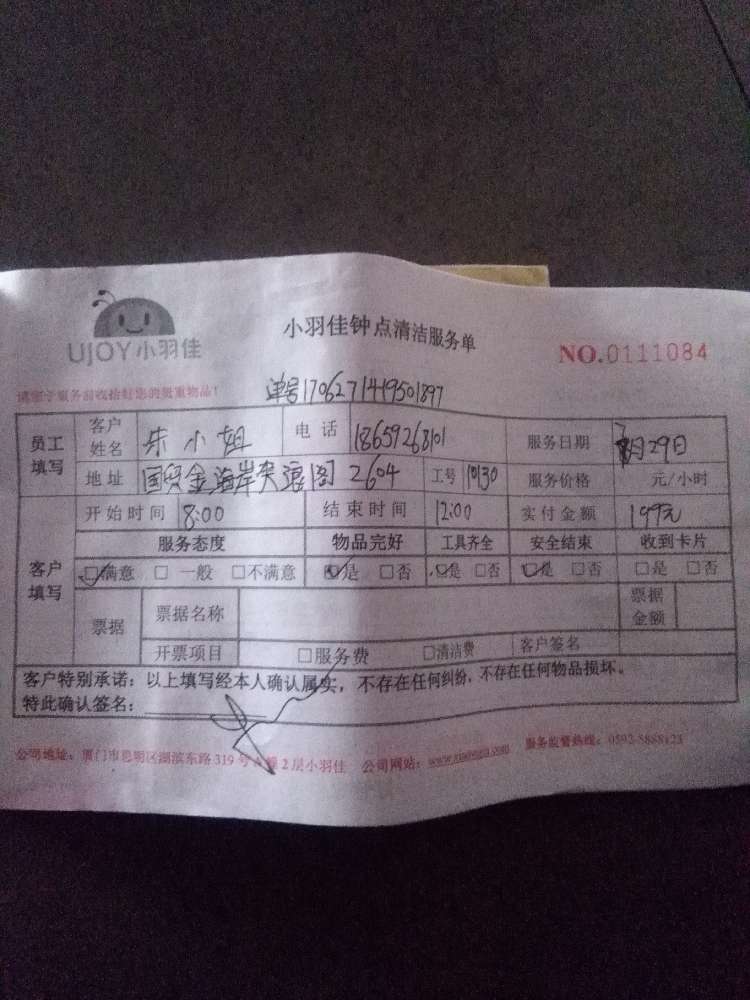 UJOY小羽佳
小羽佳钟点清洁服务单
NO.0111084
请您于服务前收拾好您的贵重物品!
单号1706271419501897
员工填写 客户姓名 朱小姐 电话 18659268101 服务日期 月29日
地址 国贸金海岸夹濠阁 2604 工号 10130 服务价格 元/小时
开始时间 8:00 结束时间 12:00 实付金额 199元
客户填写 服务态度 物品完好 工具齐全 安全结束 收到卡片
□满意 □一般 □不满意 □是 □否 □是 □否 □是 □否 □是 □否
票据 票据名称 票据金额
开票项目 □服务费 □清洁费 客户签名
客户特别承诺:以上填写经本人确认属实,不存在任何纠纷,不存在任何物品损坏。
特此确认签名:
公司地址:厦门市思明区湖滨东路319号A幢2层小羽佳 公司网站: 服务监督热线: